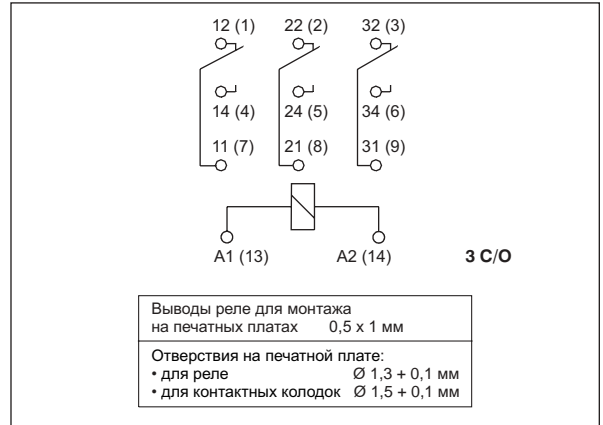 12 (1) 22 (2) 32 (3)
14 (4) 24 (5) 34 (6)
11 (7) 21 (8) 31 (9)
A1 (13) A2 (14) 3 C/O
Выводы реле для монтажа
на печатных платах 0,5 x 1 мм
Отверстия на печатной плате:
• для реле Ø 1,3 + 0,1 мм
• для контактных колодок Ø 1,5 + 0,1 мм